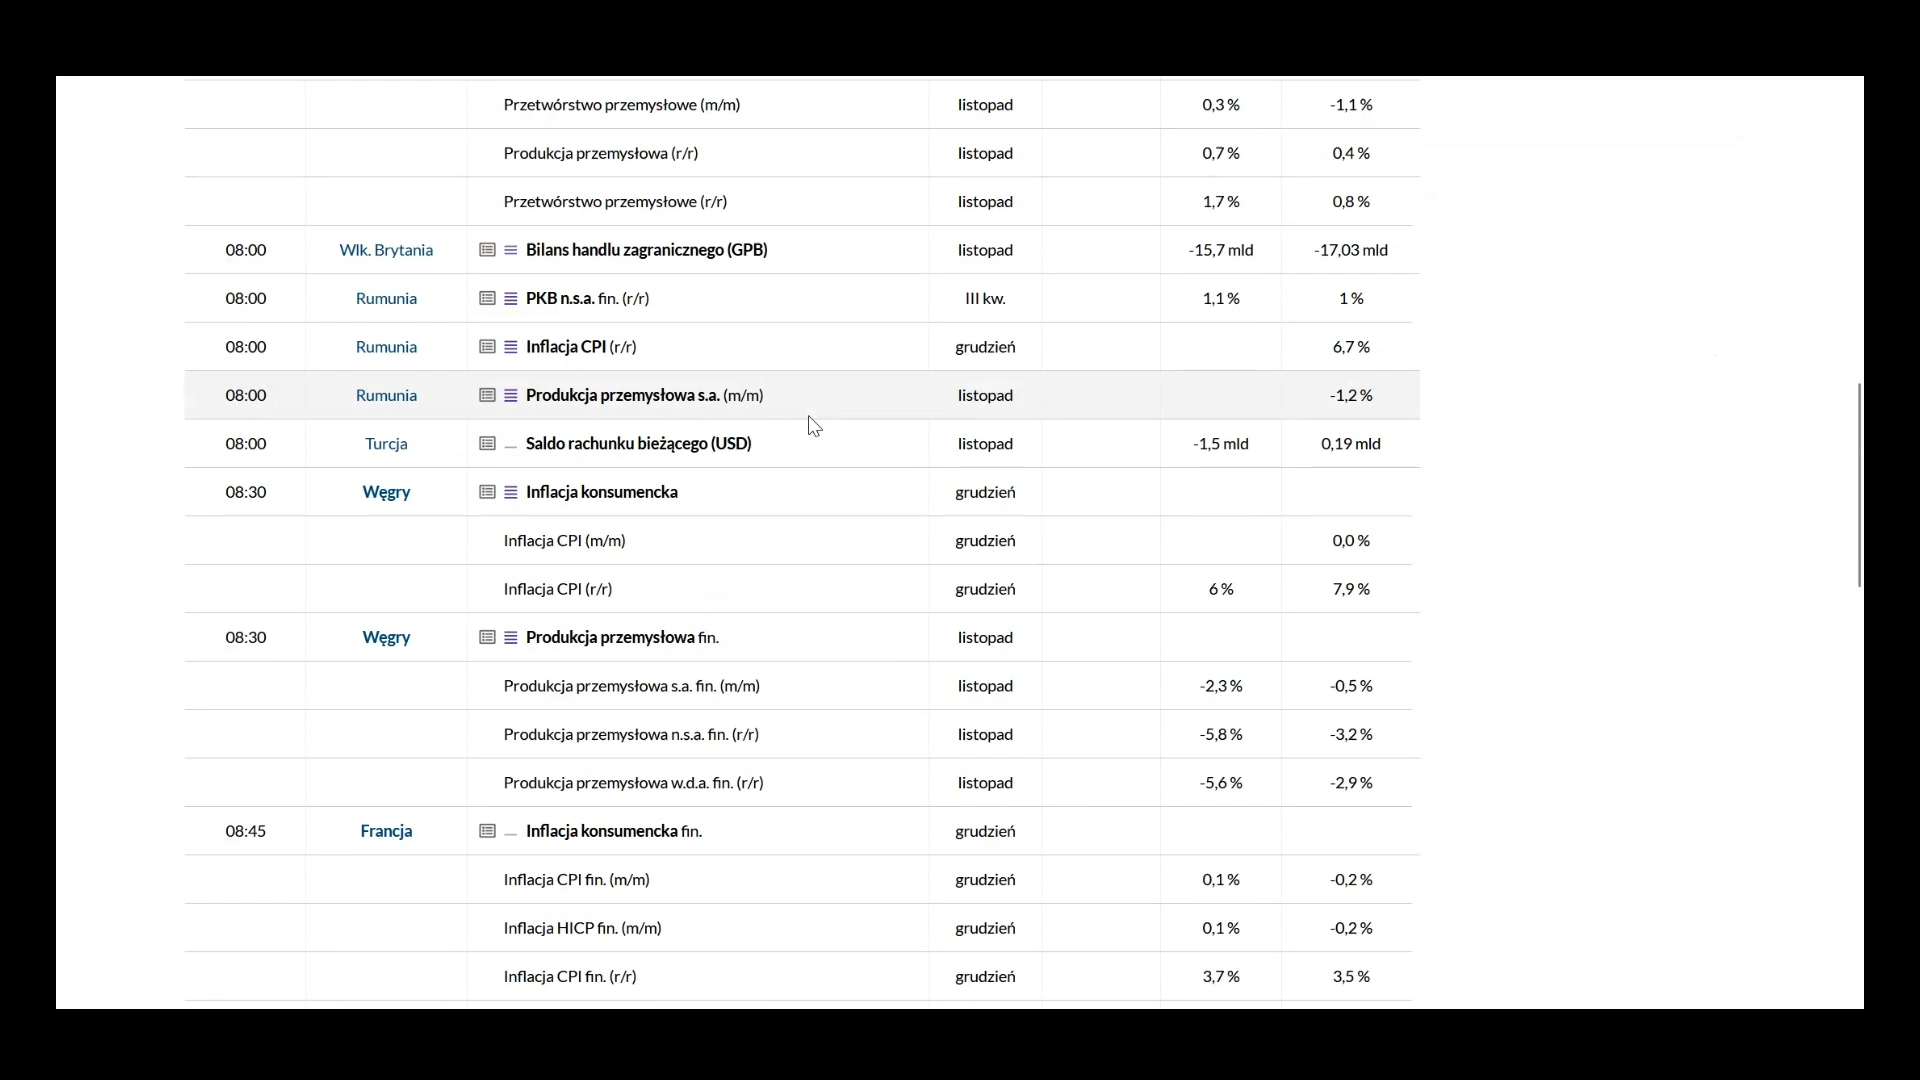 Przetwórstwo przemysłowe (m/m) listopad 0,3 % -1,1 %
Produkcja przemysłowa (r/r) listopad 0,7 % 0,4 %
Przetwórstwo przemysłowe (r/r) listopad 1,7 % 0,8 %
08:00 Wlk. Brytania Bilans handlu zagranicznego (GPB) listopad -15,7 mld -17,03 mld
08:00 Rumunia PKB n.s.a. fin. (r/r) III kw. 1,1 % 1 %
08:00 Rumunia Inflacja CPI (r/r) grudzień 6,7 %
08:00 Rumunia Produkcja przemysłowa s.a. (m/m) listopad -1,2 %
08:00 Turcja Saldo rachunku bieżącego (USD) listopad -1,5 mld 0,19 mld
08:30 Węgry Inflacja konsumencka grudzień
Inflacja CPI (m/m) grudzień 0,0 %
Inflacja CPI (r/r) grudzień 6 % 7,9 %
08:30 Węgry Produkcja przemysłowa fin. listopad
Produkcja przemysłowa s.a. fin. (m/m) listopad -2,3 % -0,5 %
Produkcja przemysłowa n.s.a. fin. (r/r) listopad -5,8 % -3,2 %
Produkcja przemysłowa w.d.a. fin. (r/r) listopad -5,6 % -2,9 %
08:45 Francja Inflacja konsumencka fin. grudzień
Inflacja CPI fin. (m/m) grudzień 0,1 % -0,2 %
Inflacja HICP fin. (m/m) grudzień 0,1 % -0,2 %
Inflacja CPI fin. (r/r) grudzień 3,7 % 3,5 %